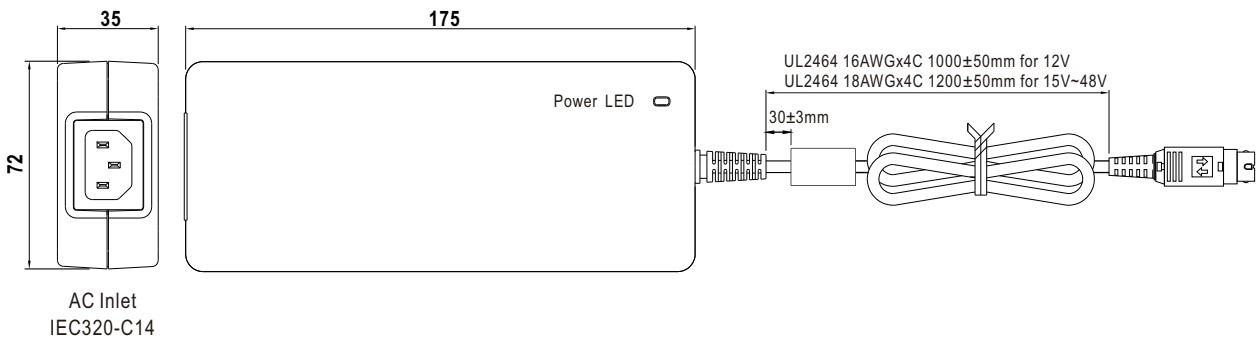 35
175
UL2464 16AWGx4C 1000±50mm for 12V
UL2464 18AWGx4C 1200±50mm for 15V~48V
Power LED
30±3mm
72
AC Inlet
IEC320-C14